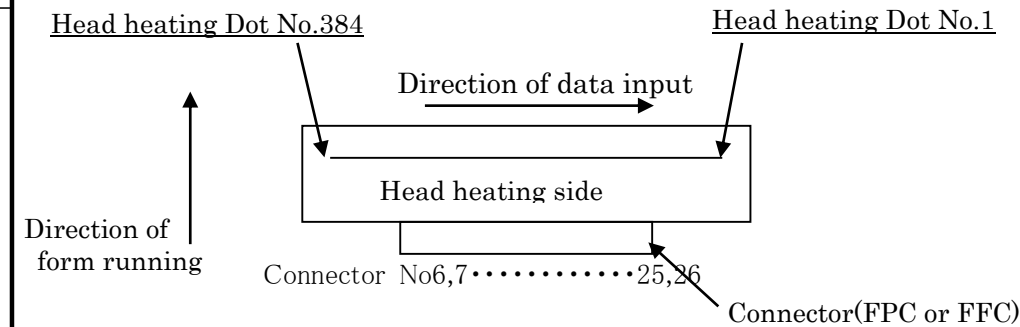 Head heating Dot No.384
Head heating Dot No.1
Direction of data input
Head heating side
Direction of
form running
Connector No6,7････････････25,26
Connector(FPC or FFC)